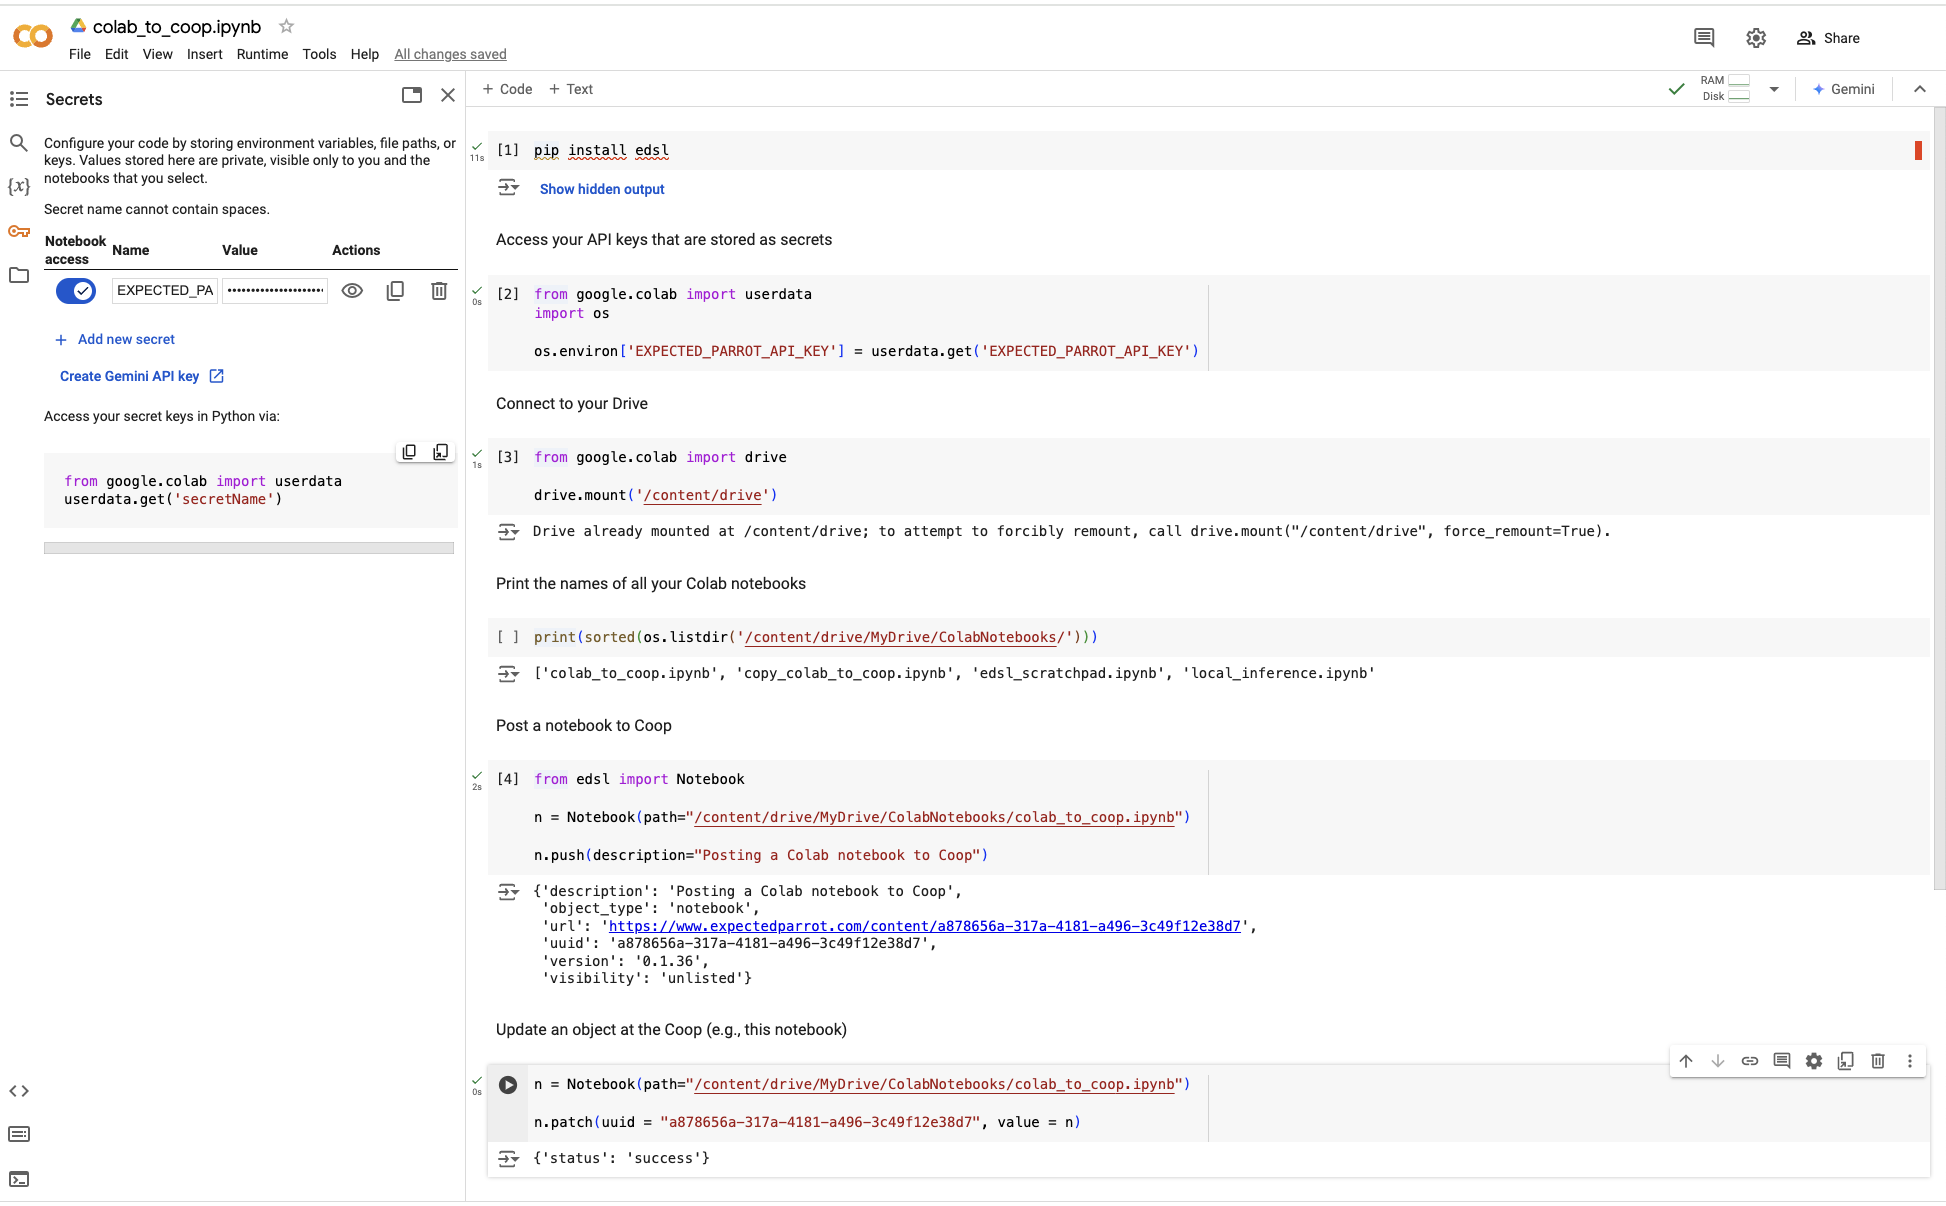 colab_to_coop.ipynb
File Edit View Insert Runtime Tools Help All changes saved
Share
Secrets
+ Code + Text
RAM
Disk
Gemini
Configure your code by storing environment variables, file paths, or
keys. Values stored here are private, visible only to you and the
notebooks that you select.
Secret name cannot contain spaces.
Notebook access Name Value Actions
EXPECTED_PA ••••••••••••••••••••
+ Add new secret
Create Gemini API key
Access your secret keys in Python via:
from google.colab import userdata
userdata.get('secretName')
11s
[1] pip install edsl
Show hidden output
Access your API keys that are stored as secrets
0s
[2] from google.colab import userdata
import os
os.environ['EXPECTED_PARROT_API_KEY'] = userdata.get('EXPECTED_PARROT_API_KEY')
Connect to your Drive
1s
[3] from google.colab import drive
drive.mount('/content/drive')
Drive already mounted at /content/drive; to attempt to forcibly remount, call drive.mount("/content/drive", force_remount=True).
Print the names of all your Colab notebooks
[ ] print(sorted(os.listdir('/content/drive/MyDrive/ColabNotebooks/')))
['colab_to_coop.ipynb', 'copy_colab_to_coop.ipynb', 'edsl_scratchpad.ipynb', 'local_inference.ipynb'
Post a notebook to Coop
2s
[4] from edsl import Notebook
n = Notebook(path="/content/drive/MyDrive/ColabNotebooks/colab_to_coop.ipynb")
n.push(description="Posting a Colab notebook to Coop")
{'description': 'Posting a Colab notebook to Coop',
'object_type': 'notebook',
'url': 'https://www.expectedparrot.com/content/a878656a-317a-4181-a496-3c49f12e38d7',
'uuid': 'a878656a-317a-4181-a496-3c49f12e38d7',
'version': '0.1.36',
'visibility': 'unlisted'}
Update an object at the Coop (e.g., this notebook)
0s
n = Notebook(path="/content/drive/MyDrive/ColabNotebooks/colab_to_coop.ipynb")
n.patch(uuid = "a878656a-317a-4181-a496-3c49f12e38d7", value = n)
{'status': 'success'}